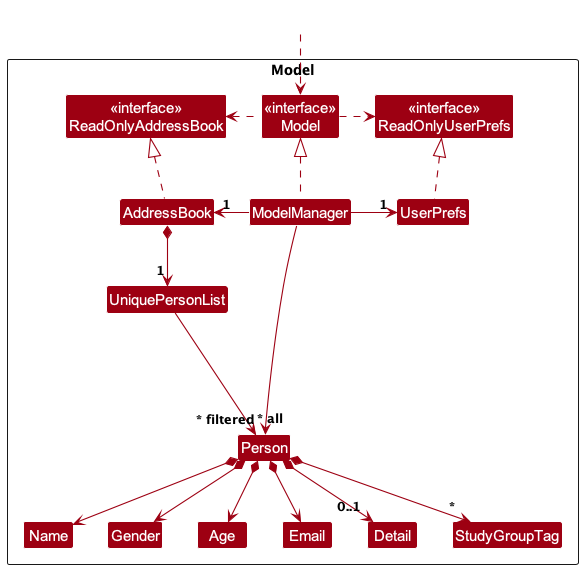 Model
«interface»
ReadOnlyAddressBook
«interface»
Model
«interface»
ReadOnlyUserPrefs
AddressBook
1
ModelManager
1
UserPrefs
1
UniquePersonList
* filtered
* all
Person
0..1
*
Name
Gender
Age
Email
Detail
StudyGroupTag